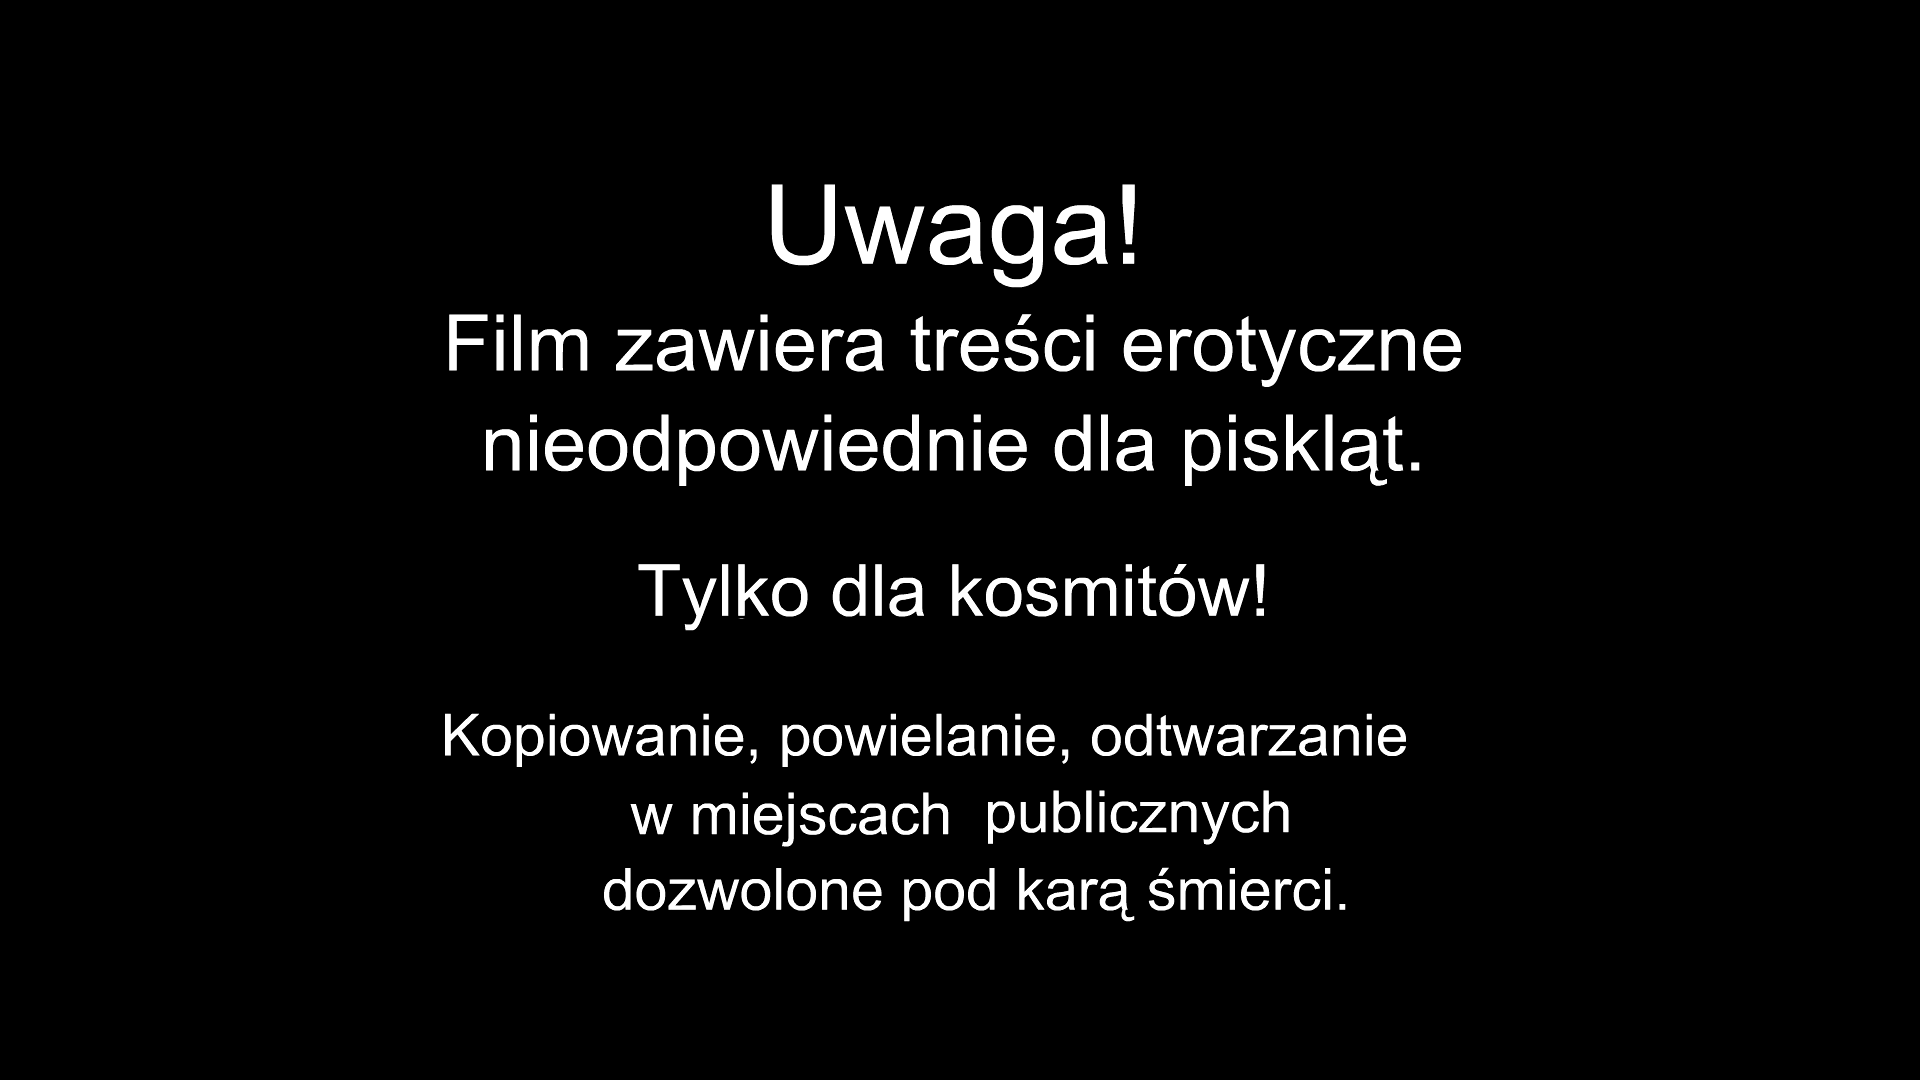 Uwaga!
Film zawiera treści erotyczne
nieodpowiednie dla piskląt.
Tylko dla kosmitów!
Kopiowanie, powielanie, odtwarzanie
w miejscach publicznych
dozwolone pod karą śmierci.